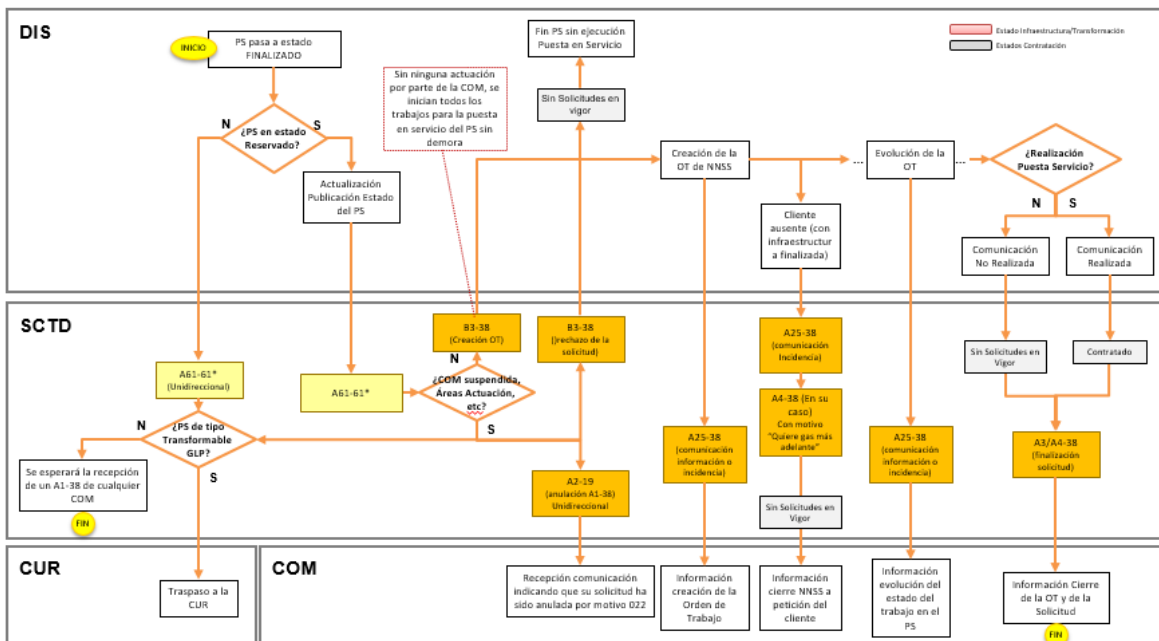 DIS
INICIO
PS pasa a estado
FINALIZADO
Fin PS sin ejecución
Puesta en Servicio
Estado Infraestructura/Transformación
Estados Contratación
Sin ninguna actuación
por parte de la COM, se
inician todos los
trabajos para la puesta
en servicio del PS sin
demora
Sin Solicitudes en
vigor
N
¿PS en estado
Reservado?
S
Creación de la
OT de NNSS
...
Evolución de la
OT
...
¿Realización
Puesta Servicio?
N
S
Actualización
Publicación Estado
del PS
Cliente
ausente (con
infraestructur
a finalizada)
Comunicación
No Realizada
Comunicación
Realizada
SCTD
B3-38
(Creación OT)
B3-38
()rechazo de la
solicitud)
A25-38
(comunicación
Incidencia)
Sin Solicitudes en
Vigor
Contratado
A61-61*
(Unidireccional)
A61-61*
N
¿COM suspendida,
Áreas Actuación,
etc?
S
A4-38 (En su
caso)
Con motivo
"Quiere gas más
adelante"
N
¿PS de tipo
Transformable
GLP?
S
A25-38
(comunicación
información o
incidencia)
A25-38
(comunicación
información o
incidencia)
A3/A4-38
(finalización
solicitud)
Se esperará la recepción
de un A1-38 de cualquier
COM
FIN
A2-19
(anulación A1-38)
Unidireccional
Sin Solicitudes en
Vigor
CUR
Traspaso a la
CUR
COM
Recepción comunicación
indicando que su solicitud ha
sido anulada por motivo 022
Información
creación de la
Orden de
Trabajo
Información
cierre NNSS a
petición del
cliente
Información
evolución del
estado del
trabajo en el
PS
Información Cierre
de la OT y de la
Solicitud
FIN